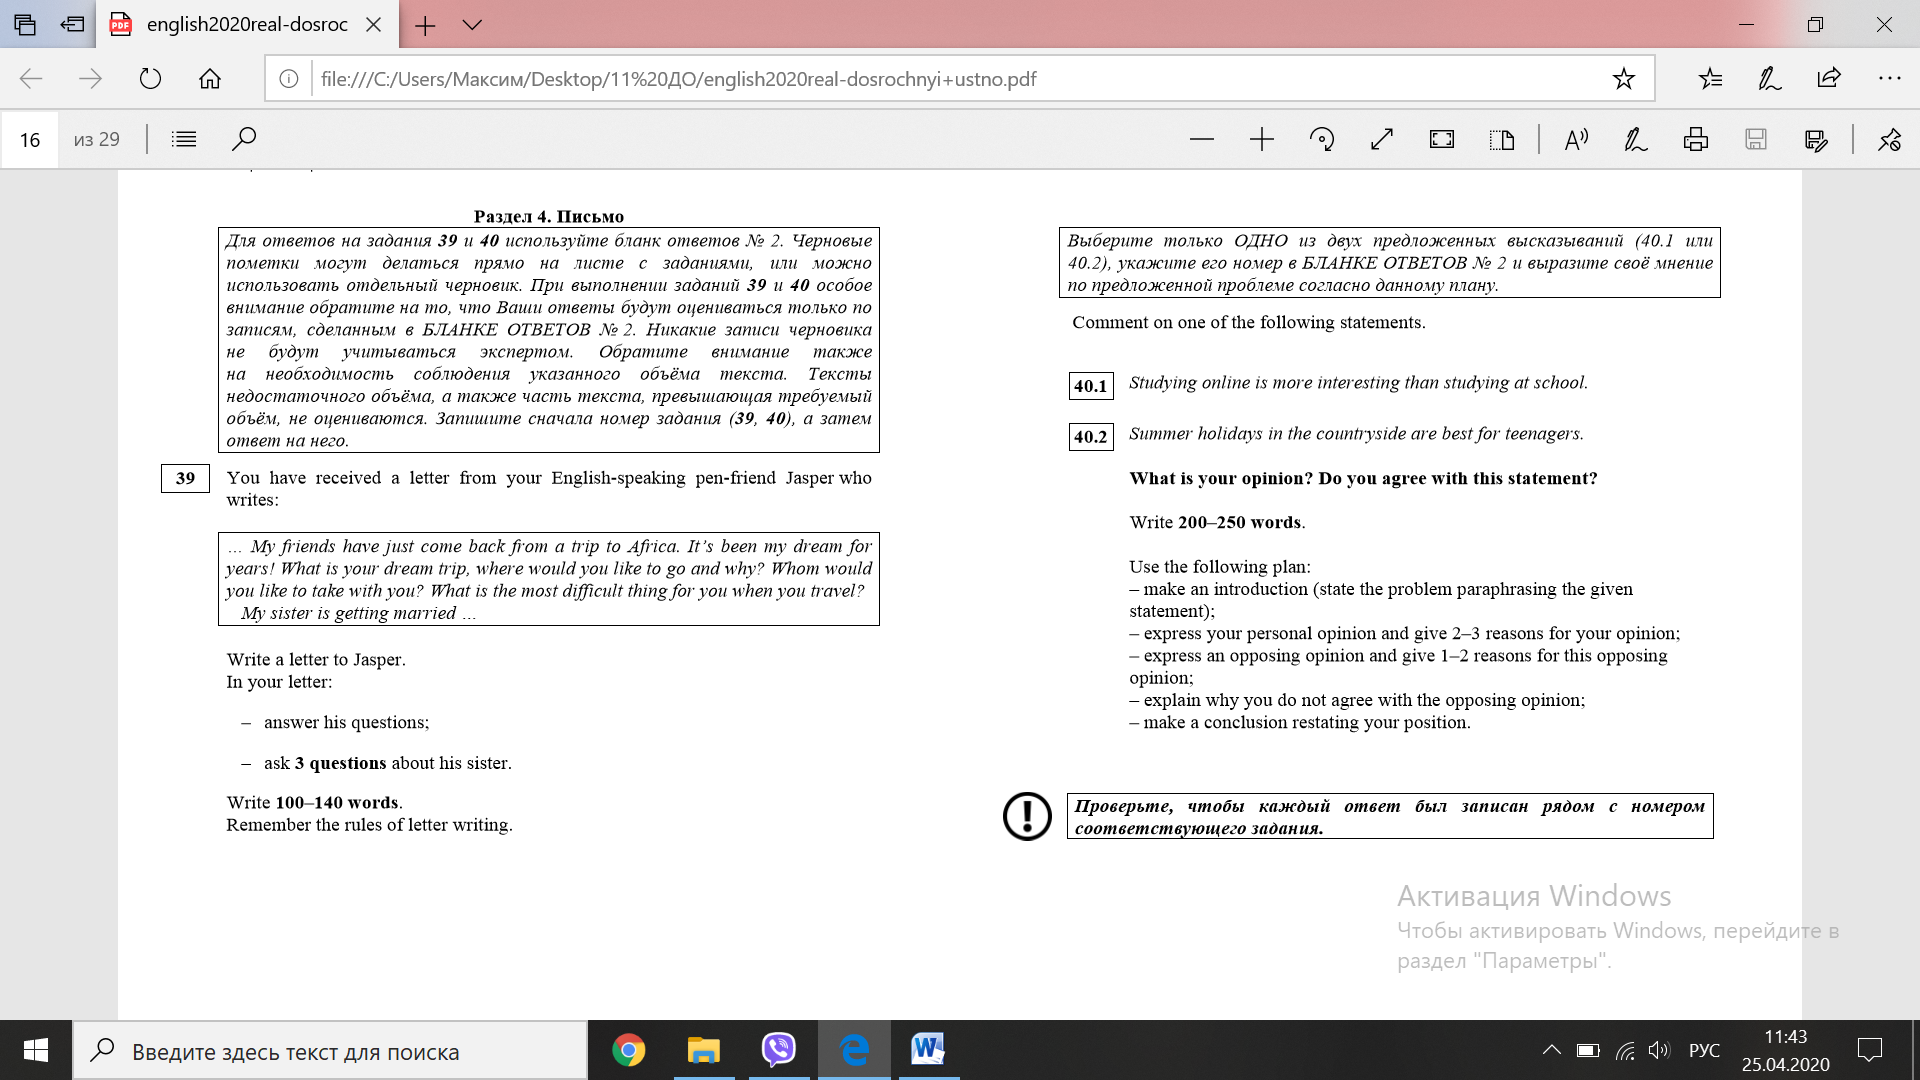 english2020real-dosroc
file:///C:/Users/Максим/Desktop/11%20ДО/english2020real-dosrochnyi+ustno.pdf
16 из 29
Раздел 4. Письмо
Для ответов на задания 39 и 40 используйте бланк ответов № 2. Черновые
пометки могут делаться прямо на листе с заданиями, или можно
использовать отдельный черновик. При выполнении заданий 39 и 40 особое
внимание обратите на то, что Ваши ответы будут оцениваться только по
записям, сделанным в БЛАНКЕ ОТВЕТОВ № 2. Никакие записи черновика
не будут учитываться экспертом. Обратите внимание также
на необходимость соблюдения указанного объёма текста. Тексты
недостаточного объёма, а также часть текста, превышающая требуемый
объём, не оцениваются. Запишите сначала номер задания (39, 40), а затем
ответ на него.
39 You have received a letter from your English-speaking pen-friend Jasper who
writes:
… My friends have just come back from a trip to Africa. It’s been my dream for
years! What is your dream trip, where would you like to go and why? Whom would
you like to take with you? What is the most difficult thing for you when you travel?
My sister is getting married …
Write a letter to Jasper.
In your letter:
– answer his questions;
– ask 3 questions about his sister.
Write 100–140 words.
Remember the rules of letter writing.
Выберите только ОДНО из двух предложенных высказываний (40.1 или
40.2), укажите его номер в БЛАНКЕ ОТВЕТОВ № 2 и выразите своё мнение
по предложенной проблеме согласно данному плану.
Comment on one of the following statements.
40.1 Studying online is more interesting than studying at school.
40.2 Summer holidays in the countryside are best for teenagers.
What is your opinion? Do you agree with this statement?
Write 200–250 words.
Use the following plan:
– make an introduction (state the problem paraphrasing the given
statement);
– express your personal opinion and give 2–3 reasons for your opinion;
– express an opposing opinion and give 1–2 reasons for this opposing
opinion;
– explain why you do not agree with the opposing opinion;
– make a conclusion restating your position.
Проверьте, чтобы каждый ответ был записан рядом с номером
соответствующего задания.
Активация Windows
Чтобы активировать Windows, перейдите в
раздел "Параметры".
Введите здесь текст для поиска
РУС
11:43
25.04.2020